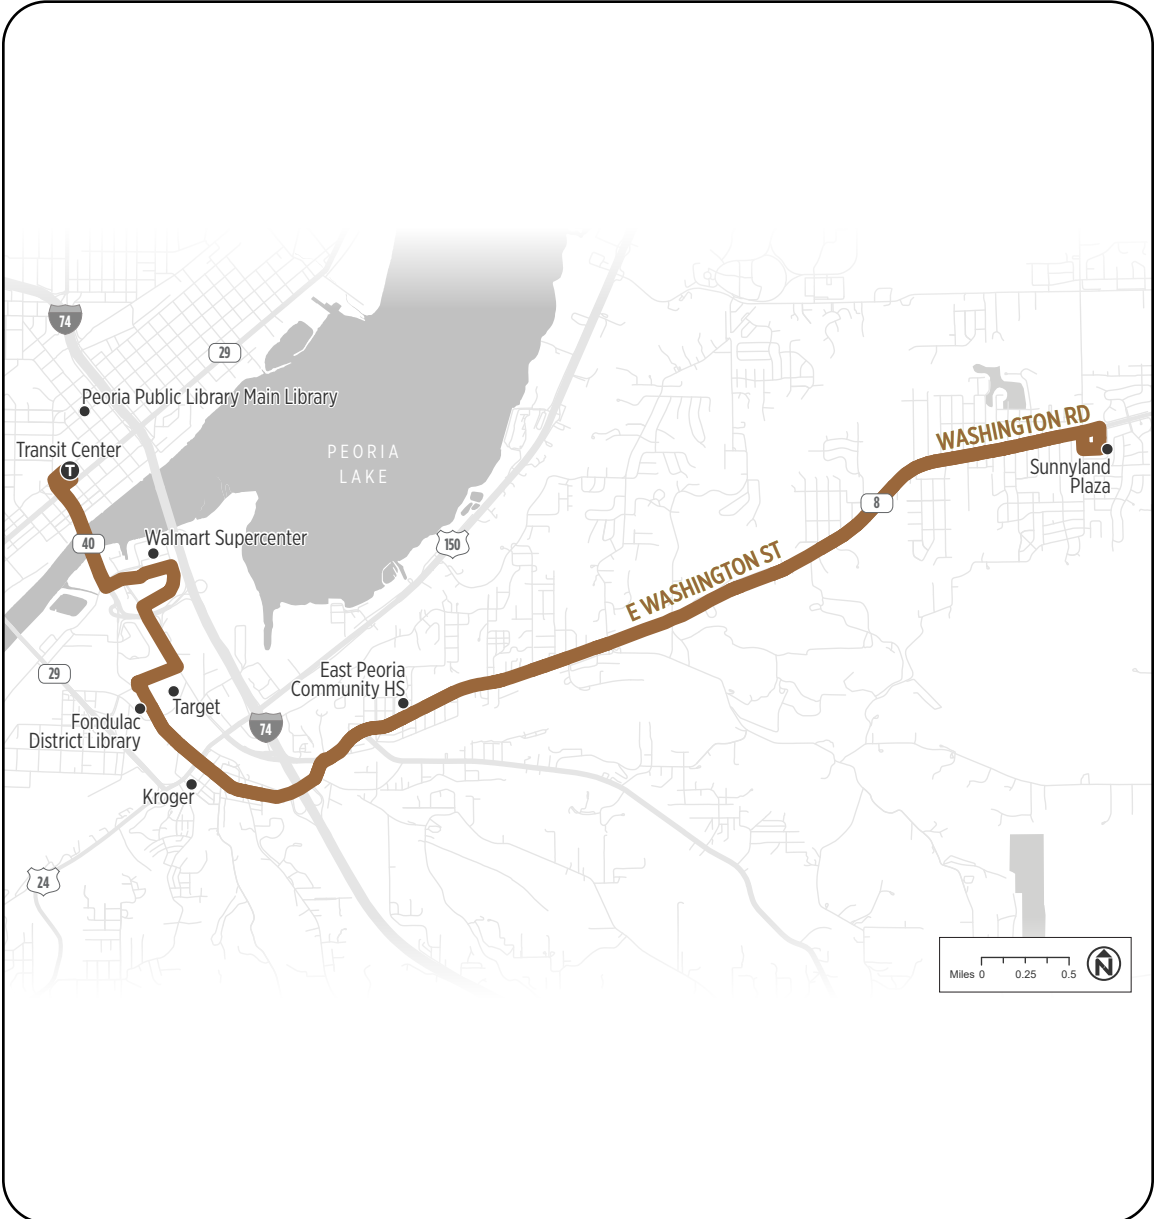 74
29
Peoria Public Library Main Library
Transit Center
T
PEORIA
LAKE
WASHINGTON RD
Sunnyland
Plaza
8
40
Walmart Supercenter
150
E WASHINGTON ST
29
East Peoria
Community HS
Target
Fondulac
District Library
74
Kroger
24
Miles 0 0.25 0.5
N